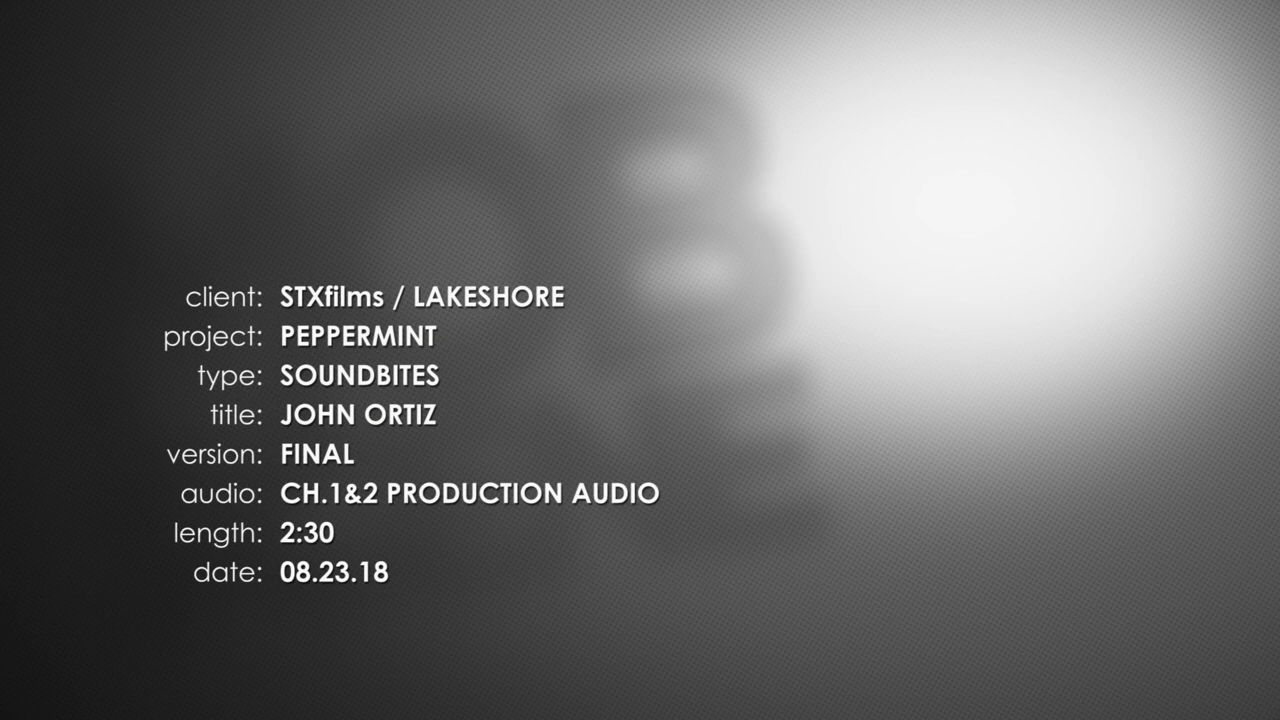 client: STXfilms / LAKESHORE
project: PEPPERMINT
type: SOUNDBITES
title: JOHN ORTIZ
version: FINAL
audio: CH.1&2 PRODUCTION AUDIO
length: 2:30
date: 08.23.18